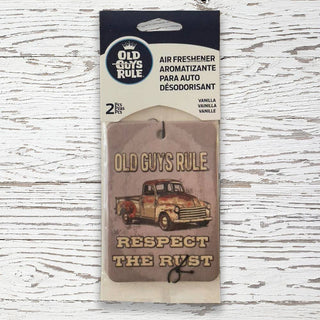 OLD
GUYS
RULE
AIR FRESHENER
AROMATIZANTE
PARA AUTO
DÉSODORISANT
VANILLA
VAINILLA
VANILLE
2 Pcs
Pzas
Pcs
OLD GUYS RULE
RESPECT
THE RUST